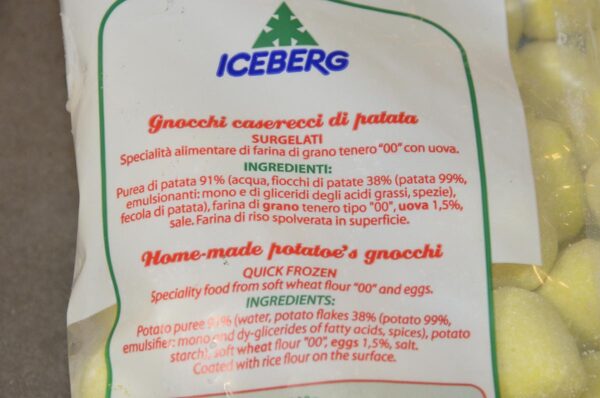 ICEBERG
Gnocchi caserecci di patata
SURGELATI
Specialità alimentare di farina di grano tenero "00" con uova.
INGREDIENTI:
Purea di patata 91% (acqua, fiocchi di patate 38% (patata 99%,
emulsionanti: mono e di gliceridi degli acidi grassi, spezie),
fecola di patata), farina di grano tenero tipo "00", uova 1,5%,
sale. Farina di riso spolverata in superficie.
Home-made potatoe's gnocchi
QUICK FROZEN
Speciality food from soft wheat flour "00" and eggs.
INGREDIENTS:
Potato puree 91% (water, potato flakes 38% (potato 99%,
emulsifier: mono and dy-glicerides of fatty acids, spices), potato
starch), soft wheat flour "00", eggs 1,5%, salt.
Coated with rice flour on the surface.